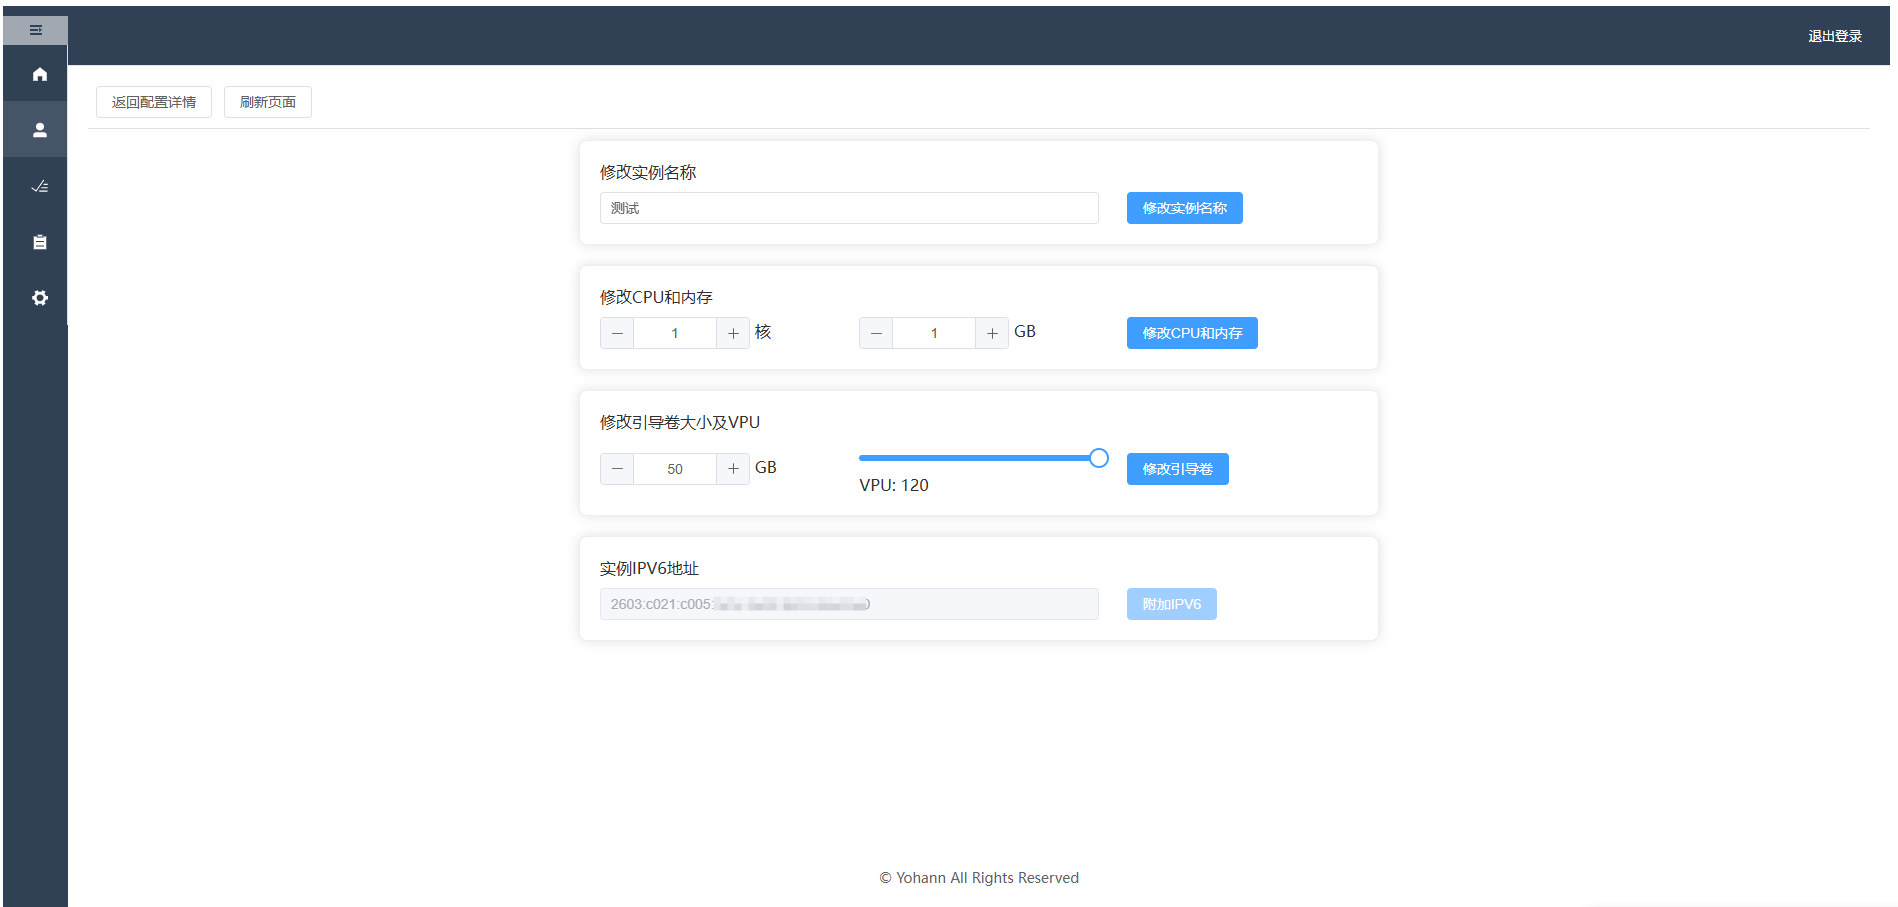 退出登录
返回配置详情 刷新页面
修改实例名称
测试 修改实例名称
修改CPU和内存
1 核 1 GB 修改CPU和内存
修改引导卷大小及VPU
50 GB 修改引导卷
VPU: 120
实例IPV6地址
2603:c021:c005: 附加IPV6
© Yohann All Rights Reserved